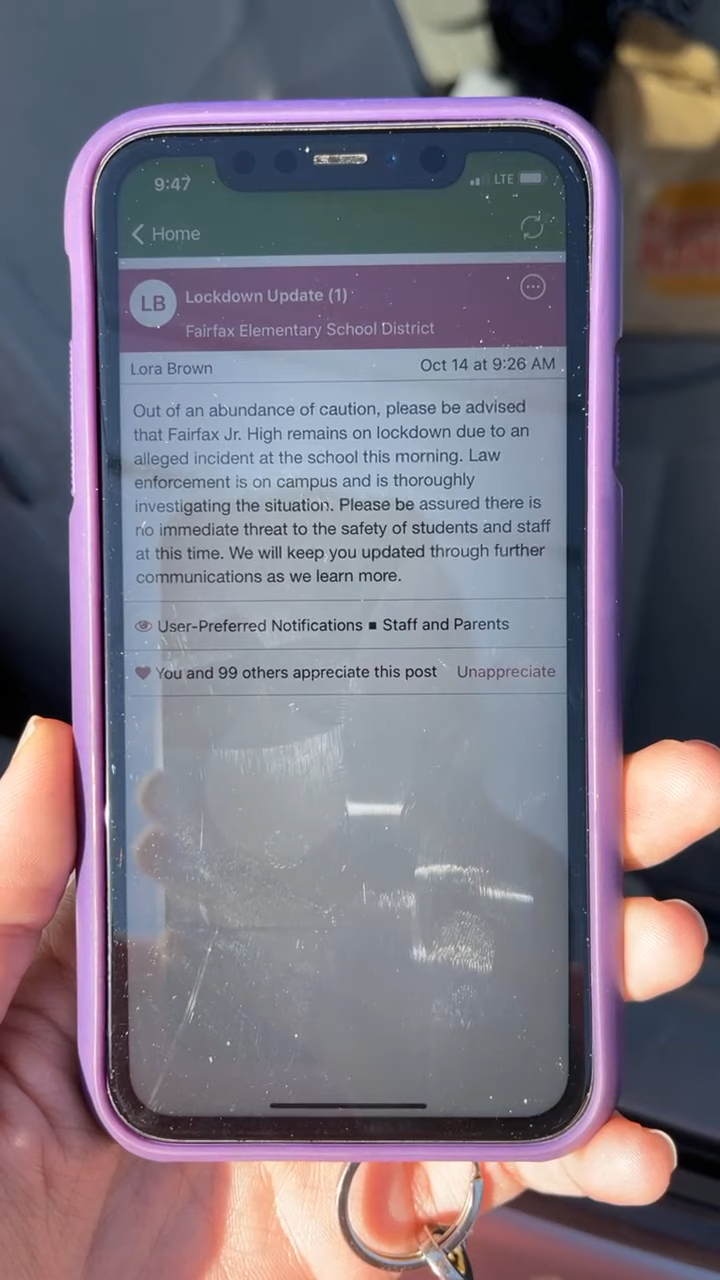 9:47
LTE
Home
LB
Lockdown Update (1)
Fairfax Elementary School District
Lora Brown
Oct 14 at 9:26 AM
Out of an abundance of caution, please be advised
that Fairfax Jr. High remains on lockdown due to an
alleged incident at the school this morning. Law
enforcement is on campus and is thoroughly
investigating the situation. Please be assured there is
no immediate threat to the safety of students and staff
at this time. We will keep you updated through further
communications as we learn more.
User-Preferred Notifications ▪ Staff and Parents
You and 99 others appreciate this post Unappreciate